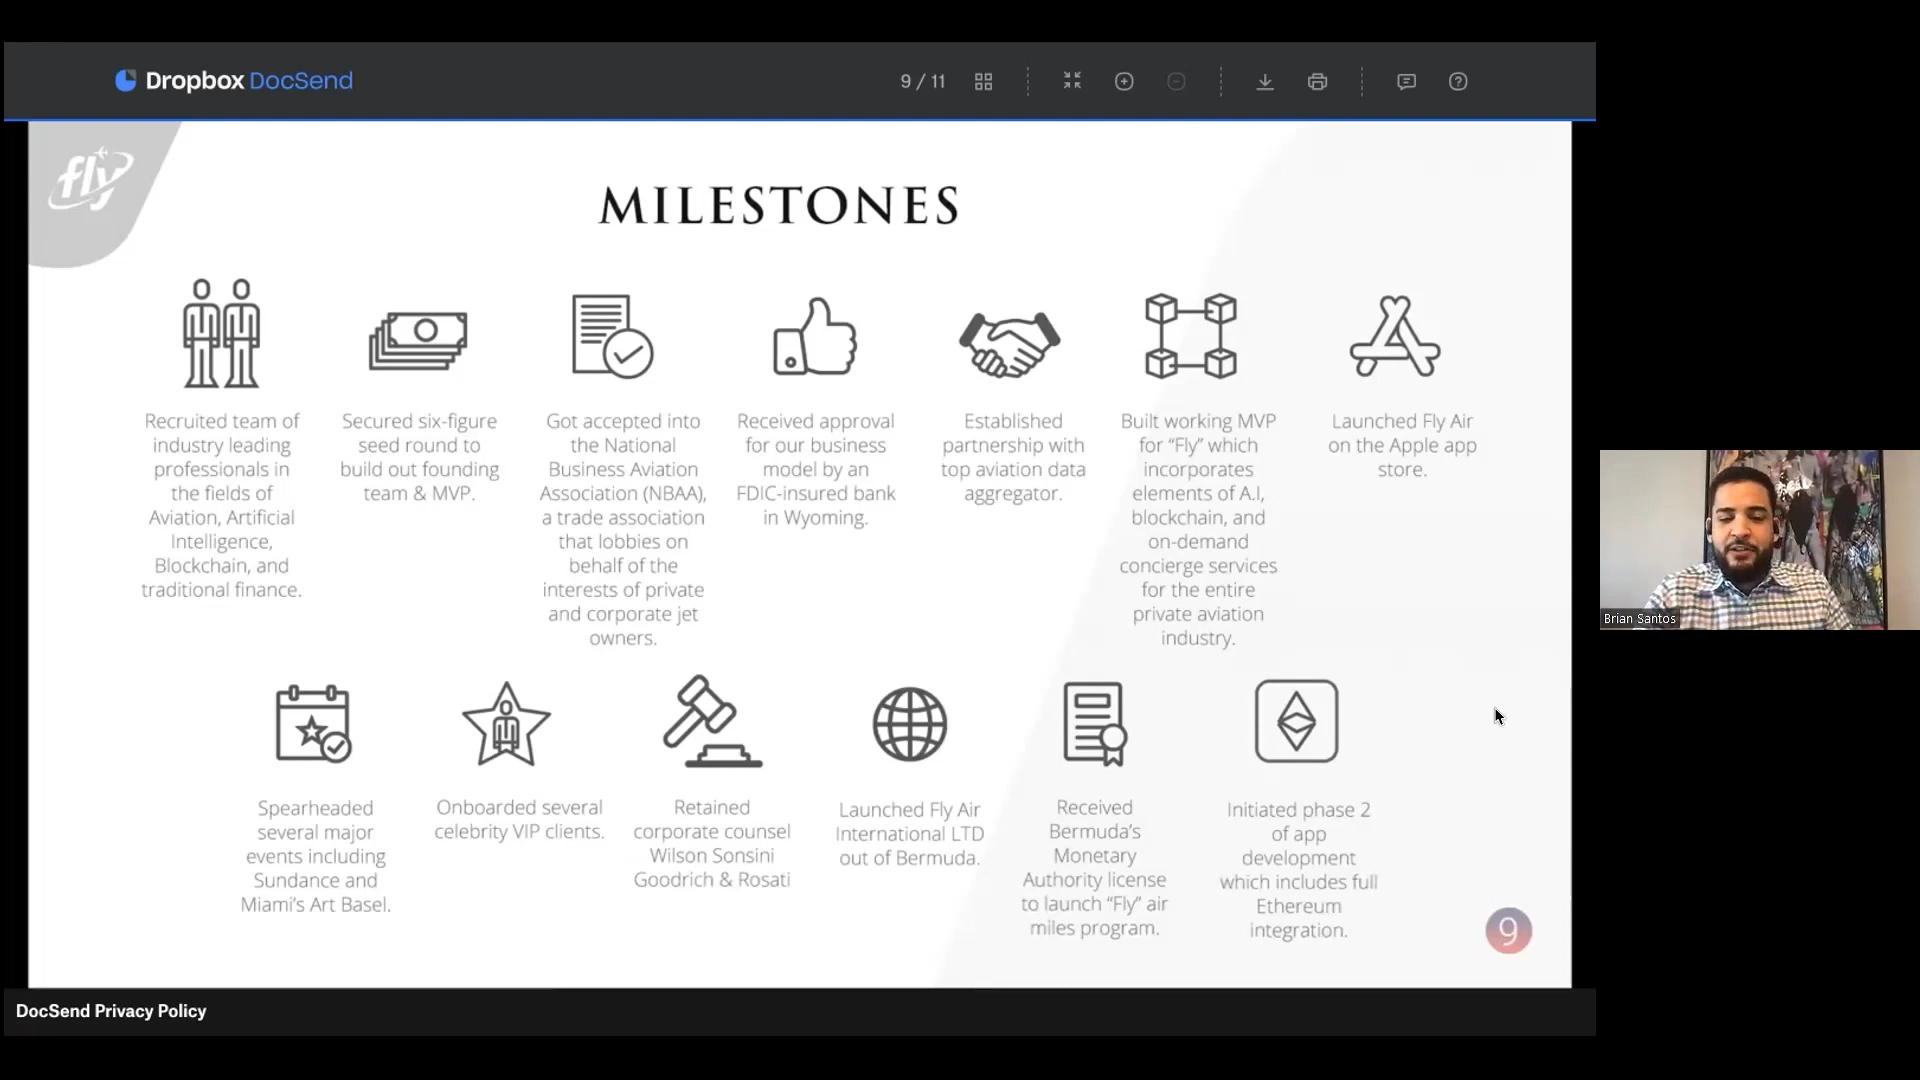 Dropbox DocSend
9 / 11
fly
MILESTONES
Recruited team of
industry leading
professionals in
the fields of
Aviation, Artificial
Intelligence,
Blockchain, and
traditional finance.
Secured six-figure
seed round to
build out founding
team & MVP.
Got accepted into
the National
Business Aviation
Association (NBAA),
a trade association
that lobbies on
behalf of the
interests of private
and corporate jet
owners.
Received approval
for our business
model by an
FDIC-insured bank
in Wyoming.
Established
partnership with
top aviation data
aggregator.
Built working MVP
for “Fly” which
incorporates
elements of A.I,
blockchain, and
on-demand
concierge services
for the entire
private aviation
industry.
Launched Fly Air
on the Apple app
store.
Spearheaded
several major
events including
Sundance and
Miami’s Art Basel.
Onboarded several
celebrity VIP clients.
Retained
corporate counsel
Wilson Sonsini
Goodrich & Rosati
Launched Fly Air
International LTD
out of Bermuda.
Received
Bermuda’s
Monetary
Authority license
to launch “Fly” air
miles program.
Initiated phase 2
of app
development
which includes full
Ethereum
integration.
9
Brian Santos
DocSend Privacy Policy